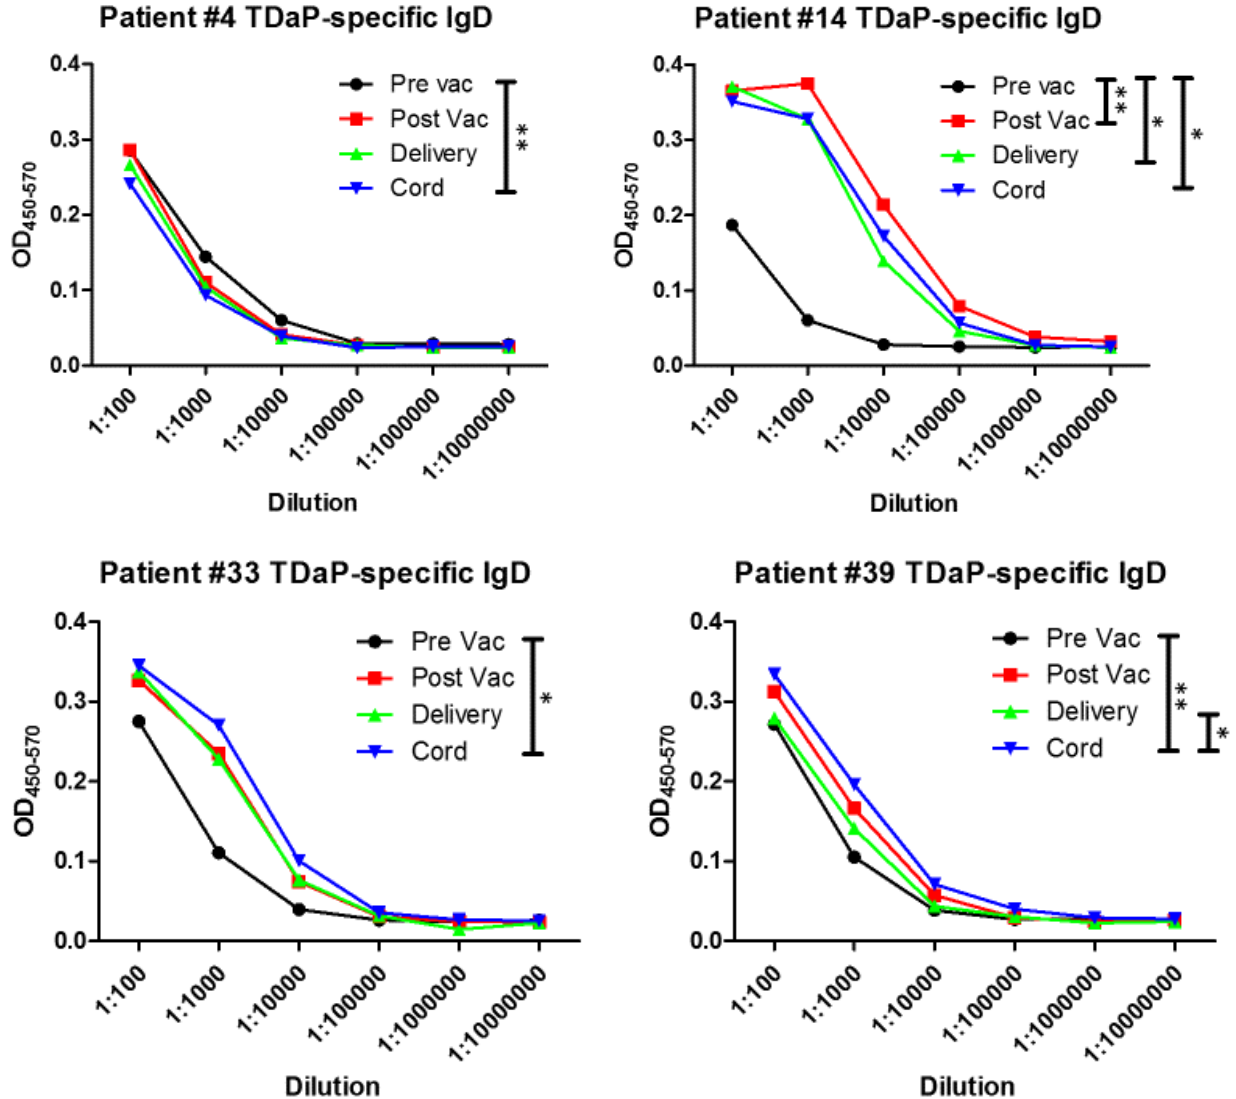 Patient #4 TDaP-specific IgD
0.4
0.3
0.2
0.1
0.0
OD450-570
Pre vac
Post Vac
Delivery
Cord
**
1:100
1:1000
1:10000
1:100000
1:1000000
1:10000000
Dilution
Patient #14 TDaP-specific IgD
0.4
0.3
0.2
0.1
0.0
OD450-570
Pre vac
Post Vac
Delivery
Cord
**
*
*
1:100
1:1000
1:10000
1:100000
1:1000000
1:10000000
Dilution
Patient #33 TDaP-specific IgD
0.4
0.3
0.2
0.1
0.0
OD450-570
Pre Vac
Post Vac
Delivery
Cord
*
1:100
1:1000
1:10000
1:100000
1:1000000
1:10000000
Dilution
Patient #39 TDaP-specific IgD
0.4
0.3
0.2
0.1
0.0
OD450-570
Pre Vac
Post Vac
Delivery
Cord
**
*
1:100
1:1000
1:10000
1:100000
1:1000000
1:10000000
Dilution